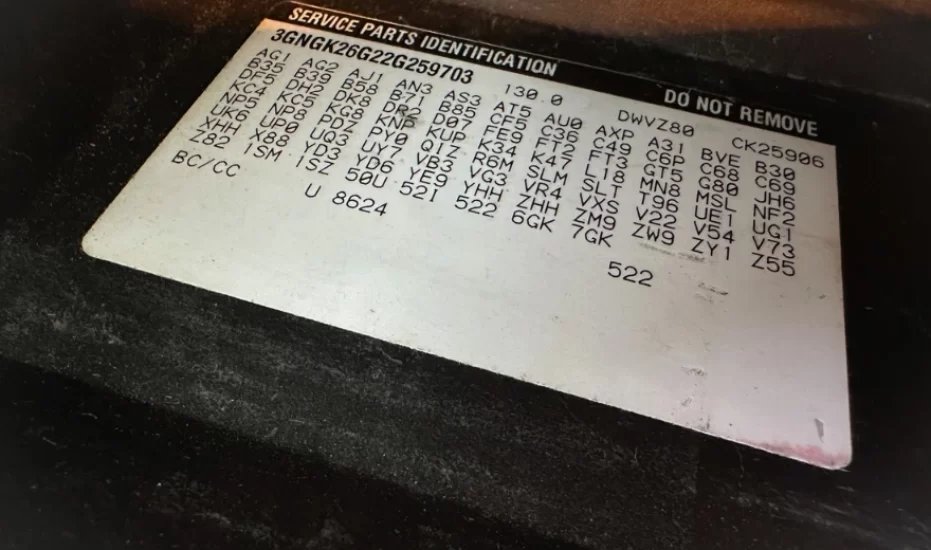 SERVICE PARTS IDENTIFICATION DO NOT REMOVE
3GNGK26G22G259703 130.0 DWVZ80 CK25906
AG1 AG2 AJ1 AN3 AS3 AT5 AU0 AXP A31 BVE B30
B35 B39 B58 B71 B85 CF5 C36 C49 C6P C68 C69
DF5 DH2 DK8 DR2 D07 FE9 FT2 FT3 GT5 G80 JH6
KC4 KC5 KG8 KNP KUP K34 K47 L18 MN8 MSL NF2
NP5 NP8 PDZ PY0 Q1Z R6M SLM SLT T96 UE1 UG1
UK6 UP0 UQ3 UY7 VB3 VG3 VR4 VXS V22 V54 V73
XHH X88 YD3 YD6 YE9 YHH ZHH ZM9 ZW9 ZY1 Z55
Z82 1SM 1SZ 50U 52I 522 6GK 7GK
BC/CC U 8624 522